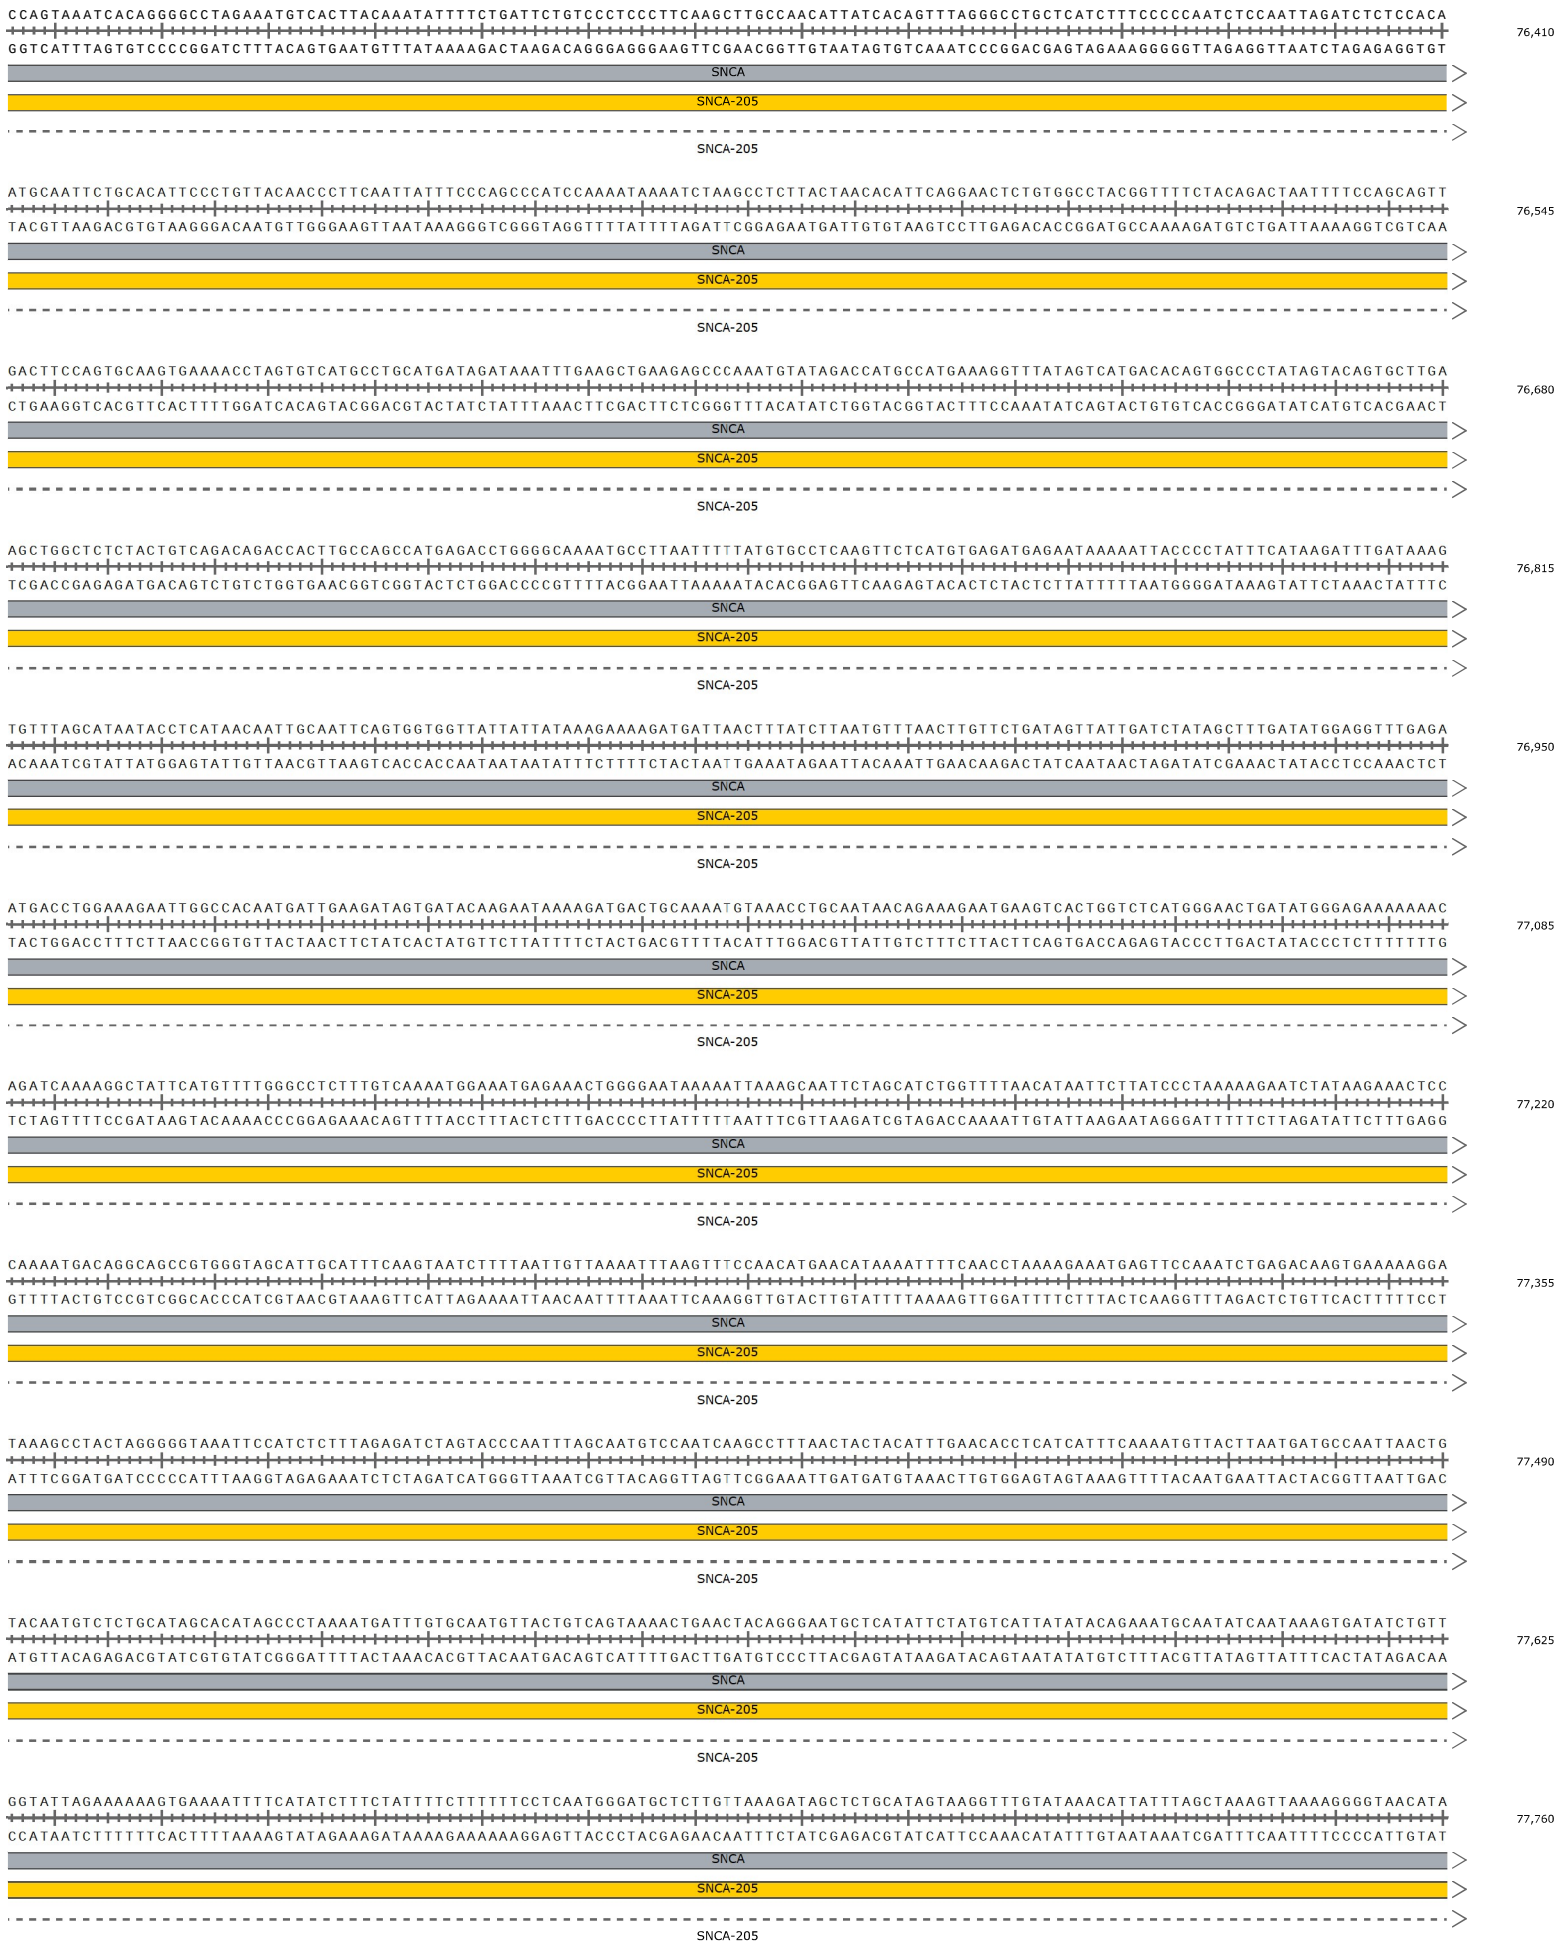 CCAGTAAATCACAGGGGCCTAGAAATGTCACTTACAAATATTTTCTGATTCTGTCCCTCCCTTCAAGCTTGCCAACATTATCACAGTTTAGGGCCTGCTCATCTTTCCCCCAATCTCCAATTAGATCTCTCCACA
76,410
GGTCATTTAGTGTCCCCGGATCTTTACAGTGAATGTTTATAAAAGACTAAGACAGGGAGGGAAGTTCGAACGGTTGTAATAGTGTCAAATCCCGGACGAGTAGAAAGGGGGTTAGAGGTTAATCTAGAGAGGTGT
SNCA
SNCA-205
SNCA-205
ATGCAATTCTGCACATTCCCTGTTACAACCCTTCAATTATTTCCCAGCCCATCCAAAATAAAATCTAAGCCTCTTACTAACACATTCAGGAACTCTGTGGCCTACGGTTTTCTACAGACTAATTTTCCAGCAGTT
76,545
TACGTTAAGACGTGTAAGGGACAATGTTGGGAAGTTAATAAAGGGTCGGGTAGGTTTTATTTTAGATTCGGAGAATGATTGTGTAAGTCCTTGAGACACCGGATGCCAAAAGATGTCTGATTAAAAGGTCGTCAA
SNCA
SNCA-205
SNCA-205
GACTTCCAGTGCAAGTGAAAACCTAGTGTCATGCCTGCATGATAGATAAATTTGAAGCTGAAGAGCCCAAATGTATAGACCATGCCATGAAAGGTTTATAGTCATGACACAGTGGCCCTATAGTACAGTGCTTGA
76,680
CTGAAGGTCACGTTCACTTTTGGATCACAGTACGGACGTACTATCTATTTAAACTTCGACTTCTCGGGTTTACATATCTGGTACGGTACTTTCCAAATATCAGTACTGTGTCACCGGGATATCATGTCACGAACT
SNCA
SNCA-205
SNCA-205
AGCTGGCTCTCTACTGTCAGACAGACCACTTGCCAGCCATGAGACCTGGGGCAAAATGCCTTAATTTTTATGTGCCTCAAGTTCTCATGTGAGATGAGAATAAAAATTACCCCTATTTCATAAGATTTGATAAAG
76,815
TCGACCGAGAGATGACAGTCTGTCTGGTGAACGGTCGGTACTCTGGACCCCGTTTTACGGAATTAAAAATACACGGAGTTCAAGAGTACACTCTACTCTTATTTTTAATGGGGATAAAGTATTCTAAACTATTTC
SNCA
SNCA-205
SNCA-205
TGTTTAGCATAATACCTCATAACAATTGCAATTCAGTGGTGGTTATTATTATAAAGAAAAGATGATTAACTTTATCTTAATGTTTAACTTGTTCTGATAGTTATTGATCTATAGCTTTGATATGGAGGTTTGAGA
76,950
ACAAATCGTATTATGGAGTATTGTTAACGTTAAGTCACCACCAATAATAATATTTCTTTTCTACTAATTGAAATAGAATTACAAATTGAACAAGACTATCAATAACTAGATATCGAAACTATACCTCCAAACTCT
SNCA
SNCA-205
SNCA-205
ATGACCTGGAAAGAATTGGCCACAATGATTGAAGATAGTGATACAAGAATAAAAGATGACTGCAAAATGTAAACCTGCAATAACAGAAAGAATGAAGTCACTGGTCTCATGGGAACTGATATGGGAGAAAAAAAC
77,085
TACTGGACCTTTCTTAACCGGTGTTACTAACTTCTATCACTATGTTCTTATTTTCTACTGACGTTTTACATTTGGACGTTATTGTCTTTCTTACTTCAGTGACCAGAGTACCCTTGACTATACCCTCTTTTTTTG
SNCA
SNCA-205
SNCA-205
AGATCAAAAGGCTATTCATGTTTTGGGCCTCTTTGTCAAAATGGAAATGAGAAACTGGGGAATAAAAATTAAAGCAATTCTAGCATCTGGTTTTAACATAATTCTTATCCCTAAAAAGAATCTATAAGAAACTCC
77,220
TCTAGTTTTCCGATAAGTACAAAACCCGGAGAAACAGTTTTACCTTTACTCTTTGACCCCTTATTTTTAATTTCGTTAAGATCGTAGACCAAAATTGTATTAAGAATAGGGATTTTTCTTAGATATTCTTTGAGG
SNCA
SNCA-205
SNCA-205
CAAAATGACAGGCAGCCGTGGGTAGCATTGCATTTCAAGTAATCTTTTAATTGTTAAAATTTAAGTTTCCAACATGAACATAAAATTTTCAACCTAAAAGAAATGAGTTCCAAATCTGAGACAAGTGAAAAAGGA
77,355
GTTTTACTGTCCGTCGGCACCCATCGTAACGTAAAGTTCATTAGAAAATTAACAATTTTAAATTCAAAGGTTGTACTTGTATTTTAAAAGTTGGATTTTCTTTACTCAAGGTTTAGACTCTGTTCACTTTTTCCT
SNCA
SNCA-205
SNCA-205
TAAAGCCTACTAGGGGGTAAATTCCATCTCTTTAGAGATCTAGTACCCAATTTAGCAATGTCCAATCAAGCCTTTAACTACTACATTTGAACACCTCATCATTTCAAAATGTTACTTAATGATGCCAATTAACTG
77,490
ATTTCGGATGATCCCCCATTTAAGGTAGAGAAATCTCTAGATCATGGGTTAAATCGTTACAGGTTAGTTCGGAAATTGATGATGTAAACTTGTGGAGTAGTAAAGTTTTACAATGAATTACTACGGTTAATTGAC
SNCA
SNCA-205
SNCA-205
TACAATGTCTCTGCATAGCACATAGCCCTAAAATGATTTGTGCAATGTTACTGTCAGTAAAACTGAACTACAGGGAATGCTCATATTCTATGTCATTATATACAGAAATGCAATATCAATAAAGTGATATCTGTT
77,625
ATGTTACAGAGACGTATCGTGTATCGGGATTTTACTAAACACGTTACAATGACAGTCATTTTGACTTGATGTCCCTTACGAGTATAAGATACAGTAATATATGTCTTTACGTTATAGTTATTTCACTATAGACAA
SNCA
SNCA-205
SNCA-205
GGTATTAGAAAAAAGTGAAAATTTTCATATCTTTCTATTTTCTTTTTTCCTCAATGGGATGCTCTTGTTAAAGATAGCTCTGCATAGTAAGGTTTGTATAAACATTATTTAGCTAAAGTTAAAAGGGGTAACATA
77,760
CCATAATCTTTTTTCACTTTTAAAAGTATAGAAAGATAAAAGAAAAAAGGAGTTACCCTACGAGAACAATTTCTATCGAGACGTATCATTCCAAACATATTTGTAATAAATCGATTTCAATTTTCCCCATTGTAT
SNCA
SNCA-205
SNCA-205